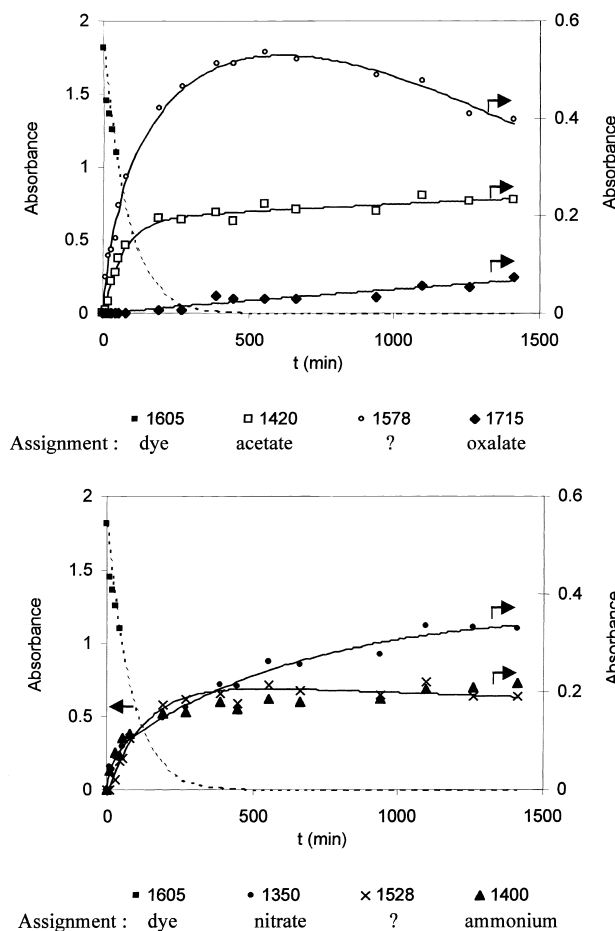 2
0.6
1.5
0.4
1
0.2
0.5
0
0
0
500
1000
1500
Absorbance
Absorbance
t (min)
1605 1420 1578 1715
Assignment : dye acetate ? oxalate
2
0.6
1.5
0.4
1
0.2
0.5
0
0
0
500
1000
1500
Absorbance
Absorbance
t (min)
1605 1350 1528 1400
Assignment : dye nitrate ? ammonium